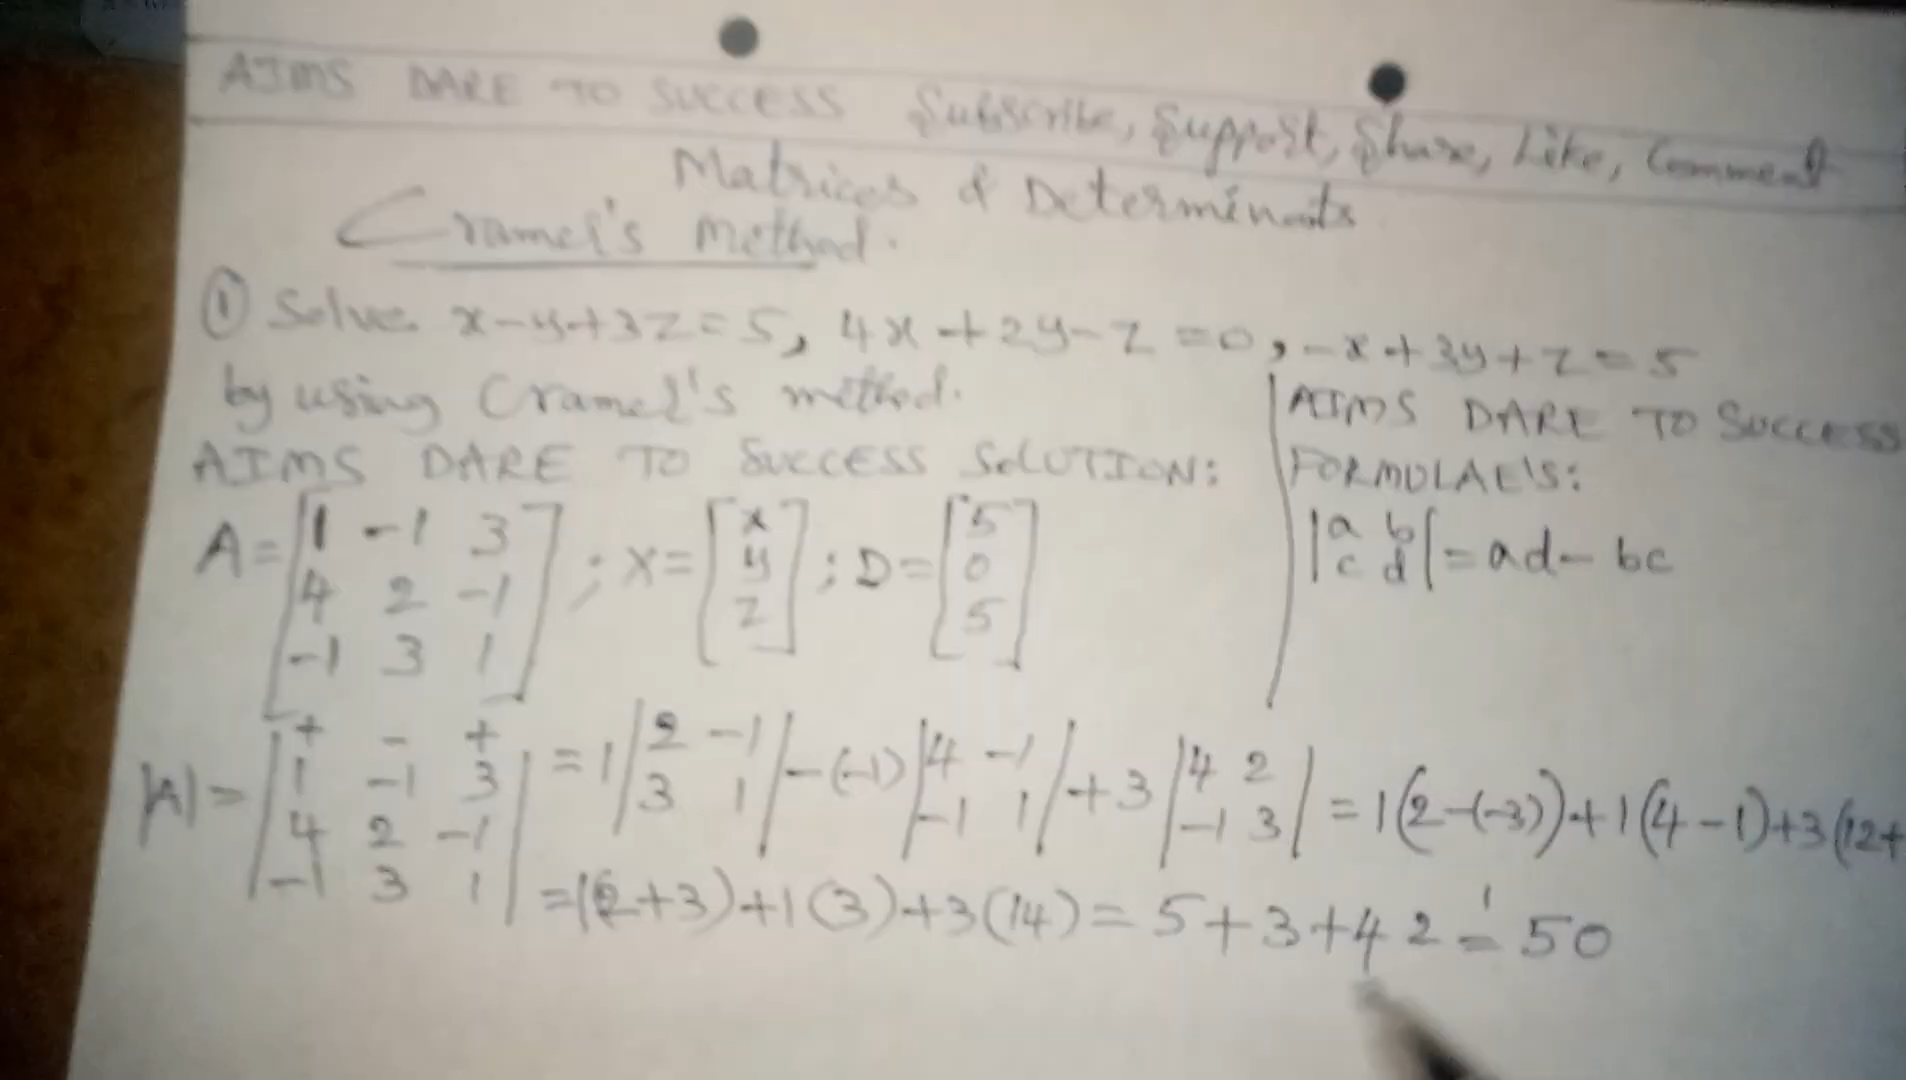 AIMS DARE TO SUCCESS Subscribe, Support, Share, Like, Comment
Matrices & Determinats
Cramer's method.
① Solve x-y+3z=5, 4x+2y-z=0, -x+3y+z=5
by using Cramer's method.
AIMS DARE TO SUCCESS SOLUTION:
A=[1 -1 3; X=[x; D=[5
4 2 -1 y 0
-1 3 1] z] 5]
AIMS DARE TO SUCCESS
FORMULAE'S:
|a b
c d|=ad-bc
+ - +
|A|=|1 -1 3 =1|2 -1 -(-1)|4 -1 +3|4 2 =1(2-(-3))+1(4-1)+3(12+
4 2 -1 3 1| -1 1| -1 3|
-1 3 1|
=1(2+3)+1(3)+3(14)=5+3+42=50